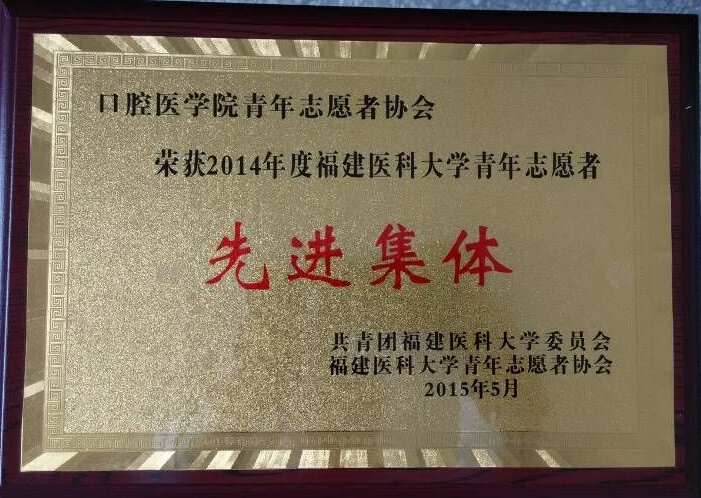 口腔医学院青年志愿者协会
荣获2014年度福建医科大学青年志愿者
先进集体
共青团福建医科大学委员会
福建医科大学青年志愿者协会
2015年5月